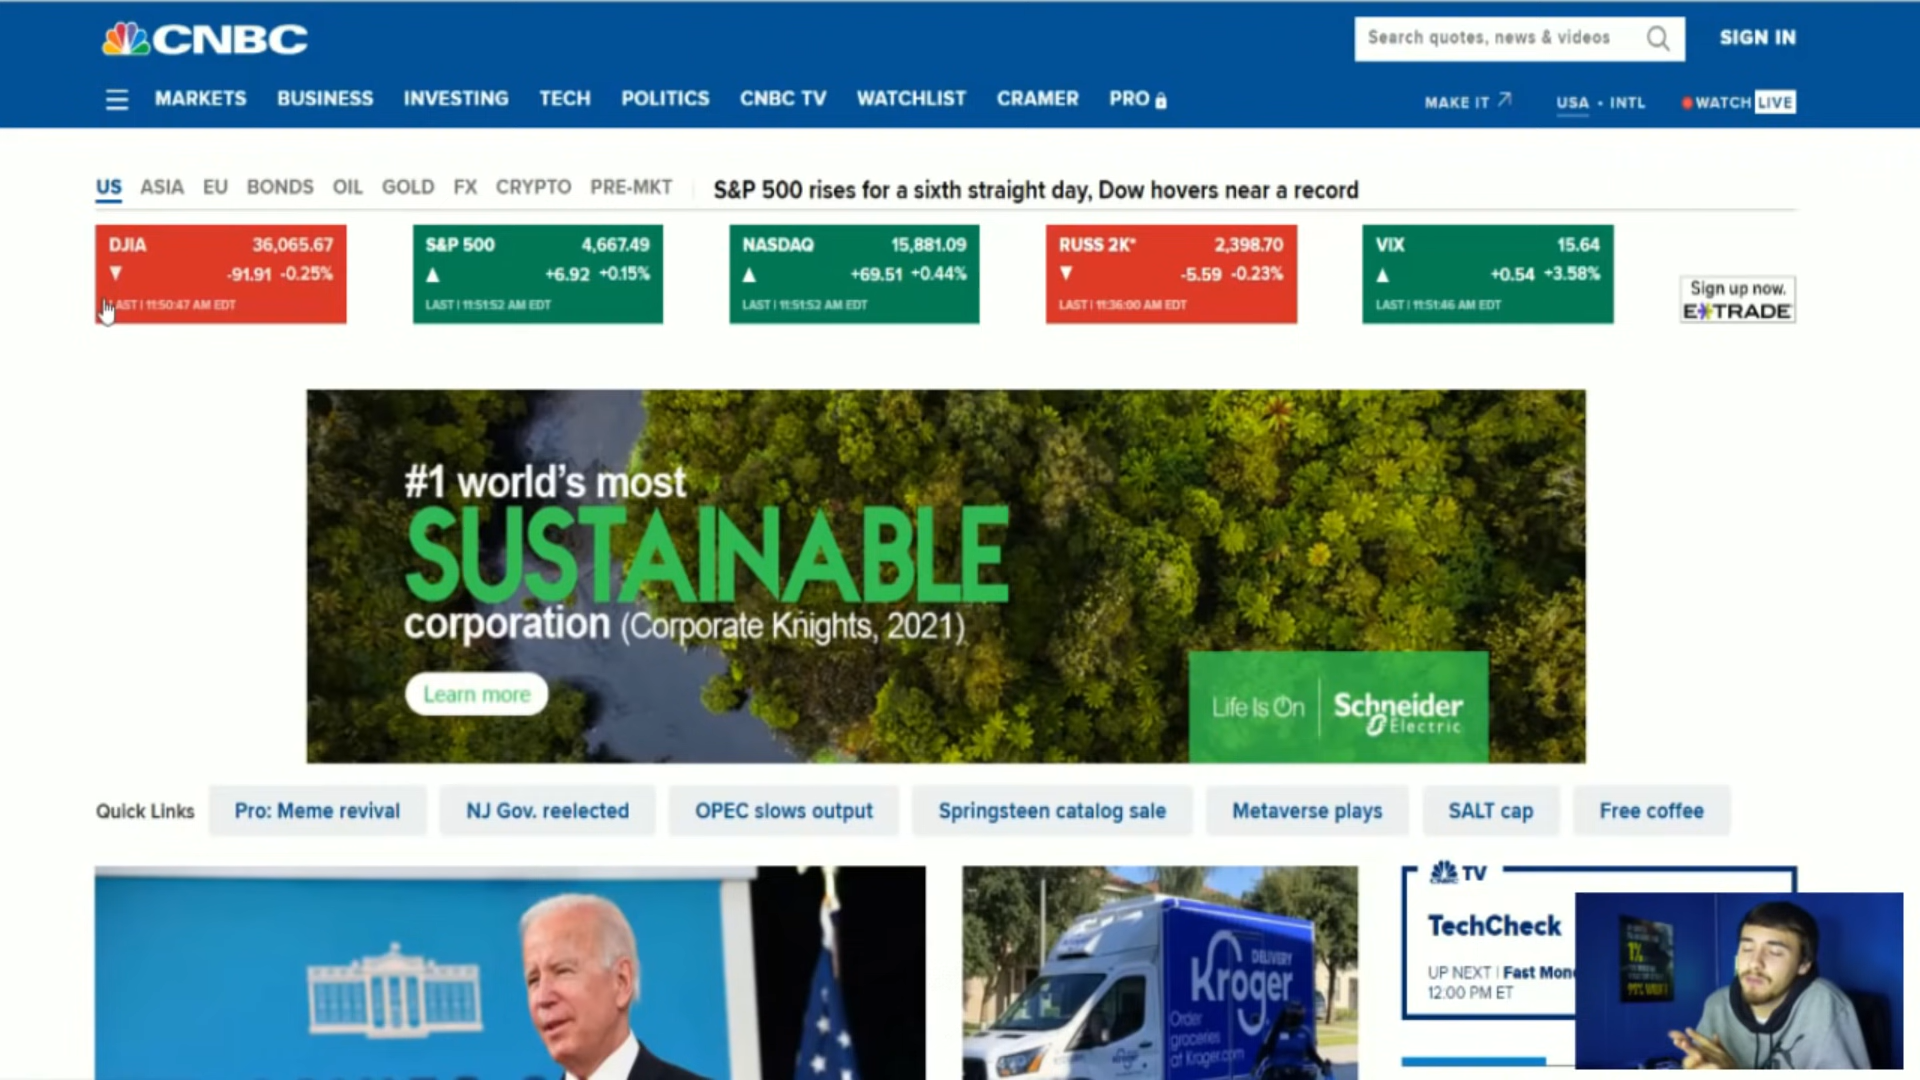 CNBC
Search quotes, news & videos
SIGN IN
MARKETS BUSINESS INVESTING TECH POLITICS CNBC TV WATCHLIST CRAMER PRO
MAKE IT USA • INTL WATCH LIVE
US ASIA EU BONDS OIL GOLD FX CRYPTO PRE-MKT
S&P 500 rises for a sixth straight day, Dow hovers near a record
DJIA 36,065.67
▼ -91.91 -0.25%
LAST | 11:50:47 AM EDT
S&P 500 4,667.49
▲ +6.92 +0.15%
LAST | 11:51:52 AM EDT
NASDAQ 15,881.09
▲ +69.51 +0.44%
LAST | 11:51:52 AM EDT
RUSS 2K* 2,398.70
▼ -5.59 -0.23%
LAST | 11:36:00 AM EDT
VIX 15.64
▲ +0.54 +3.58%
LAST | 11:51:46 AM EDT
Sign up now.
E*TRADE
#1 world's most
SUSTAINABLE
corporation (Corporate Knights, 2021)
Learn more
Life Is On
Schneider
Electric
Quick Links
Pro: Meme revival
NJ Gov. reelected
OPEC slows output
Springsteen catalog sale
Metaverse plays
SALT cap
Free coffee
DELIVERY
Kroger
Order
groceries
at Kroger.com
TV
TechCheck
UP NEXT | Fast
12:00 PM ET
1%